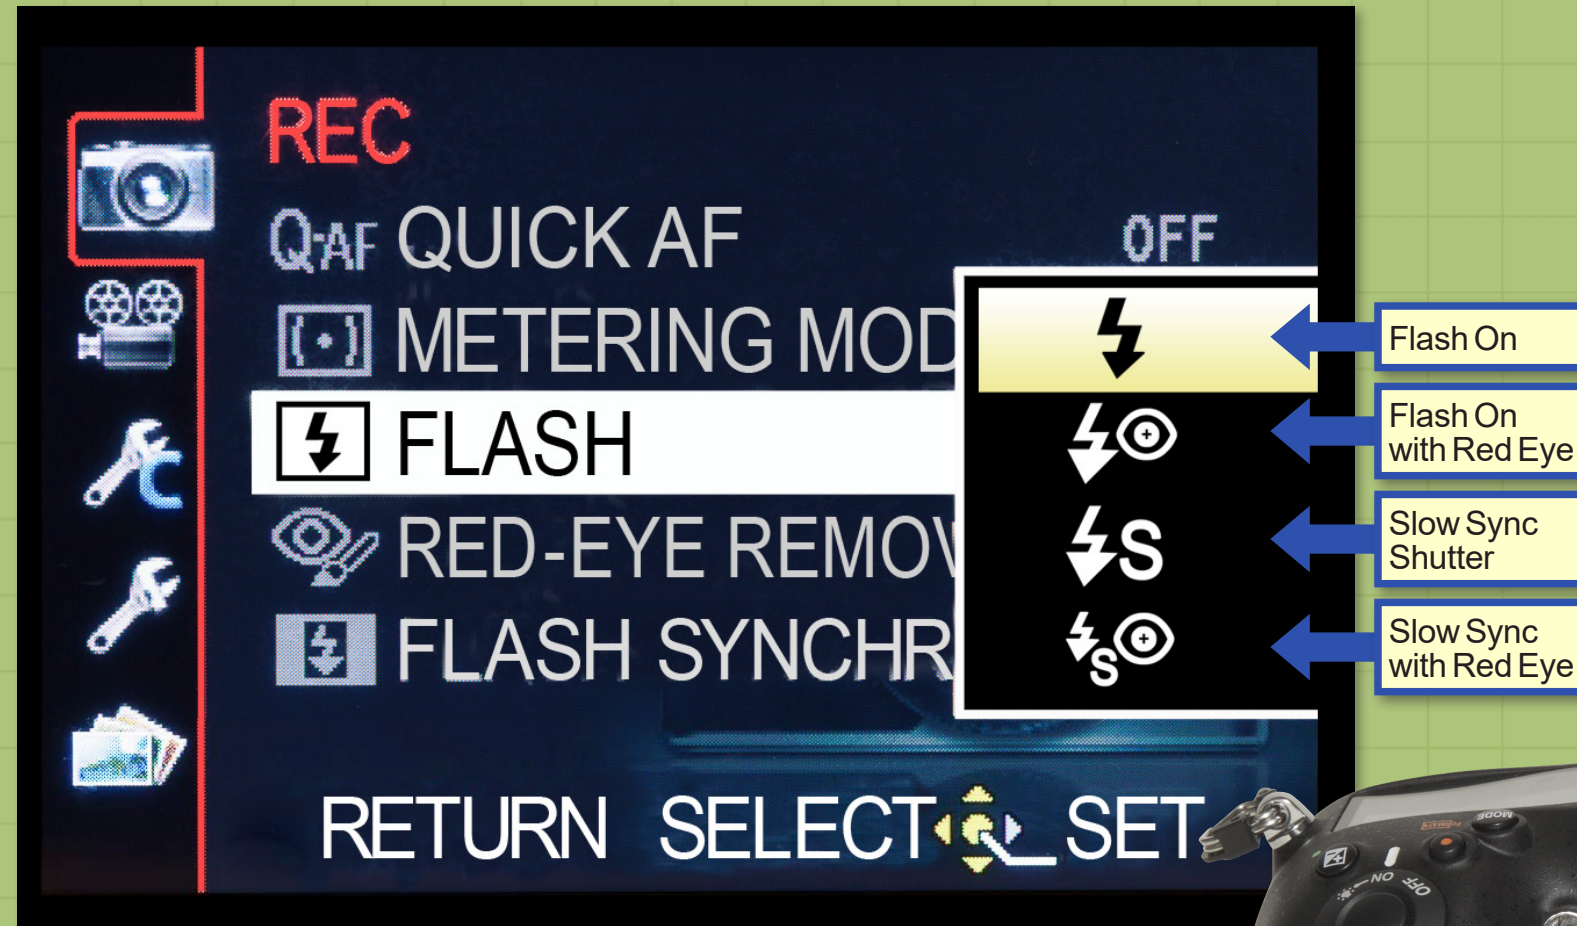 REC
Q-AF QUICK AF OFF
METERING MOD
FLASH
RED-EYE REMOV
S
FLASH SYNCHR
S
RETURN SELECT SET
Flash On
Flash On
with Red Eye
Slow Sync
Shutter
Slow Sync
with Red Eye
MODE
FORMAT
ON
OFF